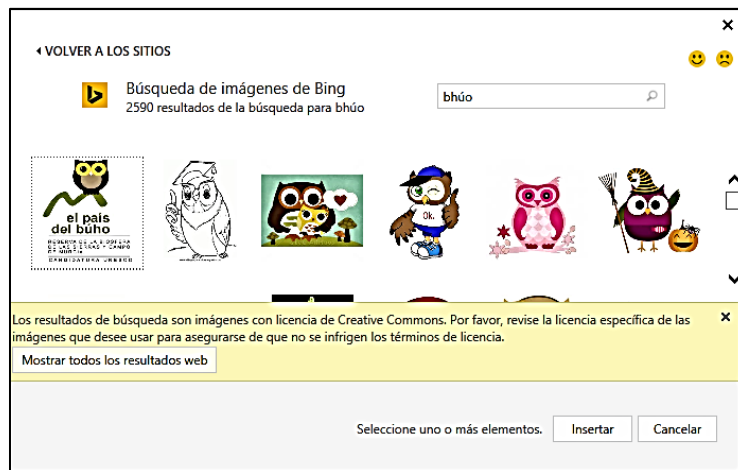 VOLVER A LOS SITIOS
Búsqueda de imágenes de Bing
2590 resultados de la búsqueda para bhúo
bhúo
el país
del búho
CANDIDATURA UNESCO
Ok.
Los resultados de búsqueda son imágenes con licencia de Creative Commons. Por favor, revise la licencia específica de las
imágenes que desee usar para asegurarse de que no se infrigen los términos de licencia.
Mostrar todos los resultados web
Seleccione uno o más elementos.
Insertar
Cancelar